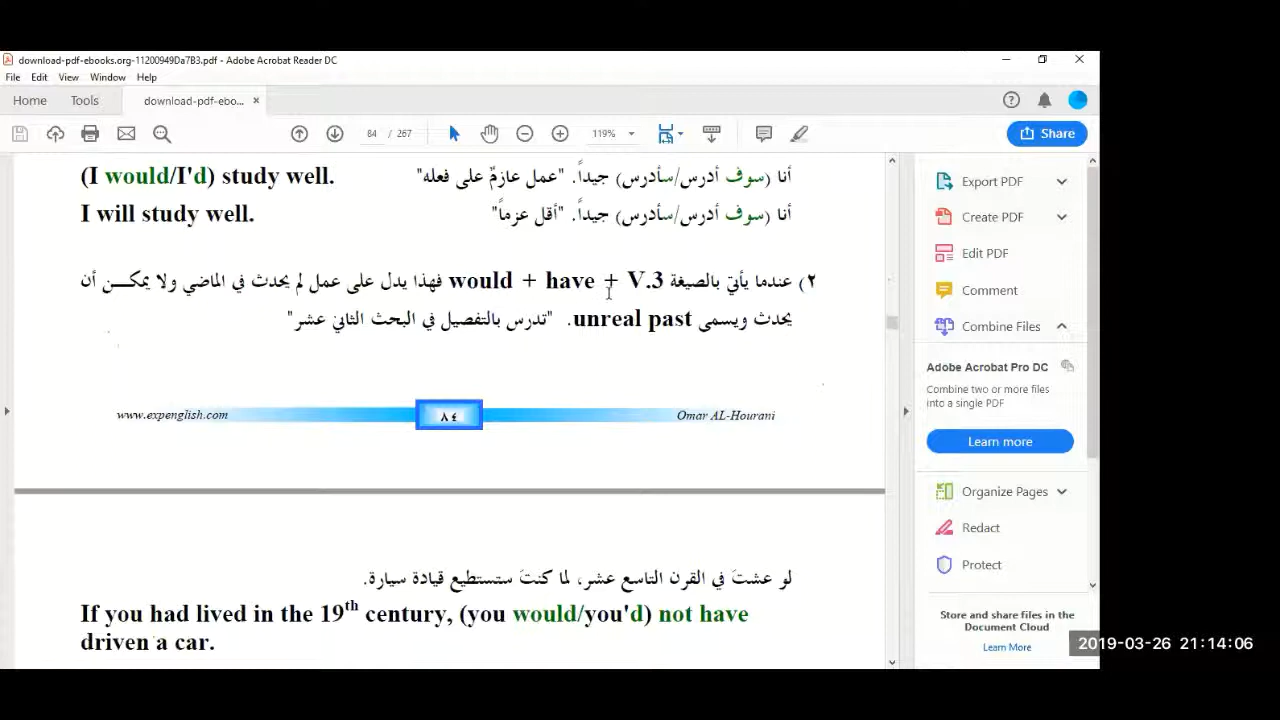 download-pdf-ebooks.org-11200949Da7B3.pdf - Adobe Acrobat Reader DC
File Edit View Window Help
Home Tools download-pdf-ebo... ×
84 / 267 119% Share
(I would/I'd) study well. أنا (سوف أدرس/سأدرس) جيداً. "عمل عازمٌ على فعله"
I will study well. أنا (سوف أدرس/سأدرس) جيداً. "أقل عزماً"
٢) عندما يأتي بالصيغة would + have + V.3 فهذا يدل على عمل لم يحدث في الماضي ولا يمكن أن
يحدث ويسمى unreal past. "تدرس بالتفصيل في البحث الثاني عشر"
www.expenglish.com ٨٤ Omar AL-Hourani
لو عشتَ في القرن التاسع عشر، لما كنتَ ستستطيع قيادة سيارة.
If you had lived in the 19th century, (you would/you'd) not have
driven a car.
Export PDF
Create PDF
Edit PDF
Comment
Combine Files
Adobe Acrobat Pro DC
Combine two or more files
into a single PDF
Learn more
Organize Pages
Redact
Protect
Store and share files in the
Document Cloud
Learn More
2019-03-26 21:14:06